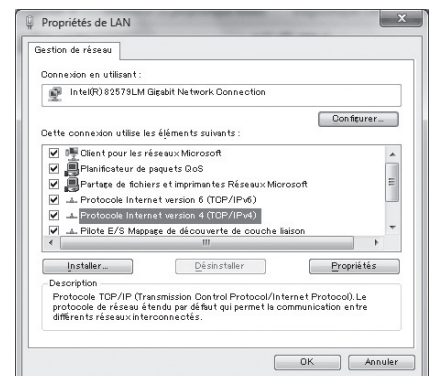 Propriétés de LAN
Gestion de réseau
Connexion en utilisant :
Intel(R) 82579LM Gigabit Network Connection
Configurer...
Cette connexion utilise les éléments suivants :
Client pour les réseaux Microsoft
Planificateur de paquets QoS
Partage de fichiers et imprimantes Réseaux Microsoft
Protocole Internet version 6 (TCP/IPv6)
Protocole Internet version 4 (TCP/IPv4)
Pilote E/S Mappage de découverte de couche liaison
Installer... Désinstaller Propriétés
Description
Protocole TCP/IP (Transmission Control Protocol/Internet Protocol). Le
protocole de réseau étendu par défaut qui permet la communication entre
différents réseaux interconnectés.
OK Annuler